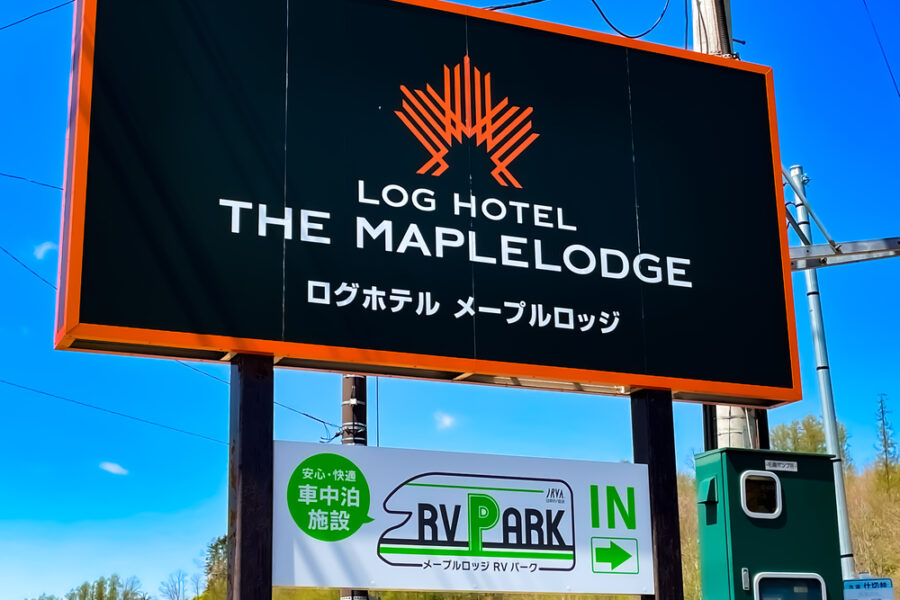 LOG HOTEL
THE MAPLELODGE
ログホテル メープルロッジ
安心・快適
車中泊
施設
RV PARK
JRVA
メープルロッジ RV パーク
IN